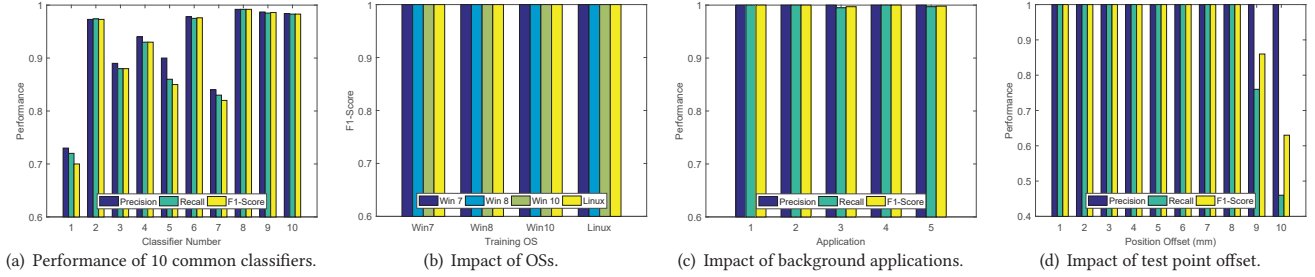 1
0.9
0.8
0.7
0.6
Performance
Precision Recall F1-Score
1 2 3 4 5 6 7 8 9 10
Classifier Number
(a) Performance of 10 common classifiers.
1
0.9
0.8
0.7
0.6
F1-Score
Win 7 Win 8 Win 10 Linux
Win7 Win8 Win10 Linux
Training OS
(b) Impact of OSs.
1
0.9
0.8
0.7
0.6
Performance
Precision Recall F1-Score
1 2 3 4 5
Application
(c) Impact of background applications.
1
0.9
0.8
0.7
0.6
0.5
0.4
Performance
Precision Recall F1-Score
1 2 3 4 5 6 7 8 9 10
Position Offset (mm)
(d) Impact of test point offset.